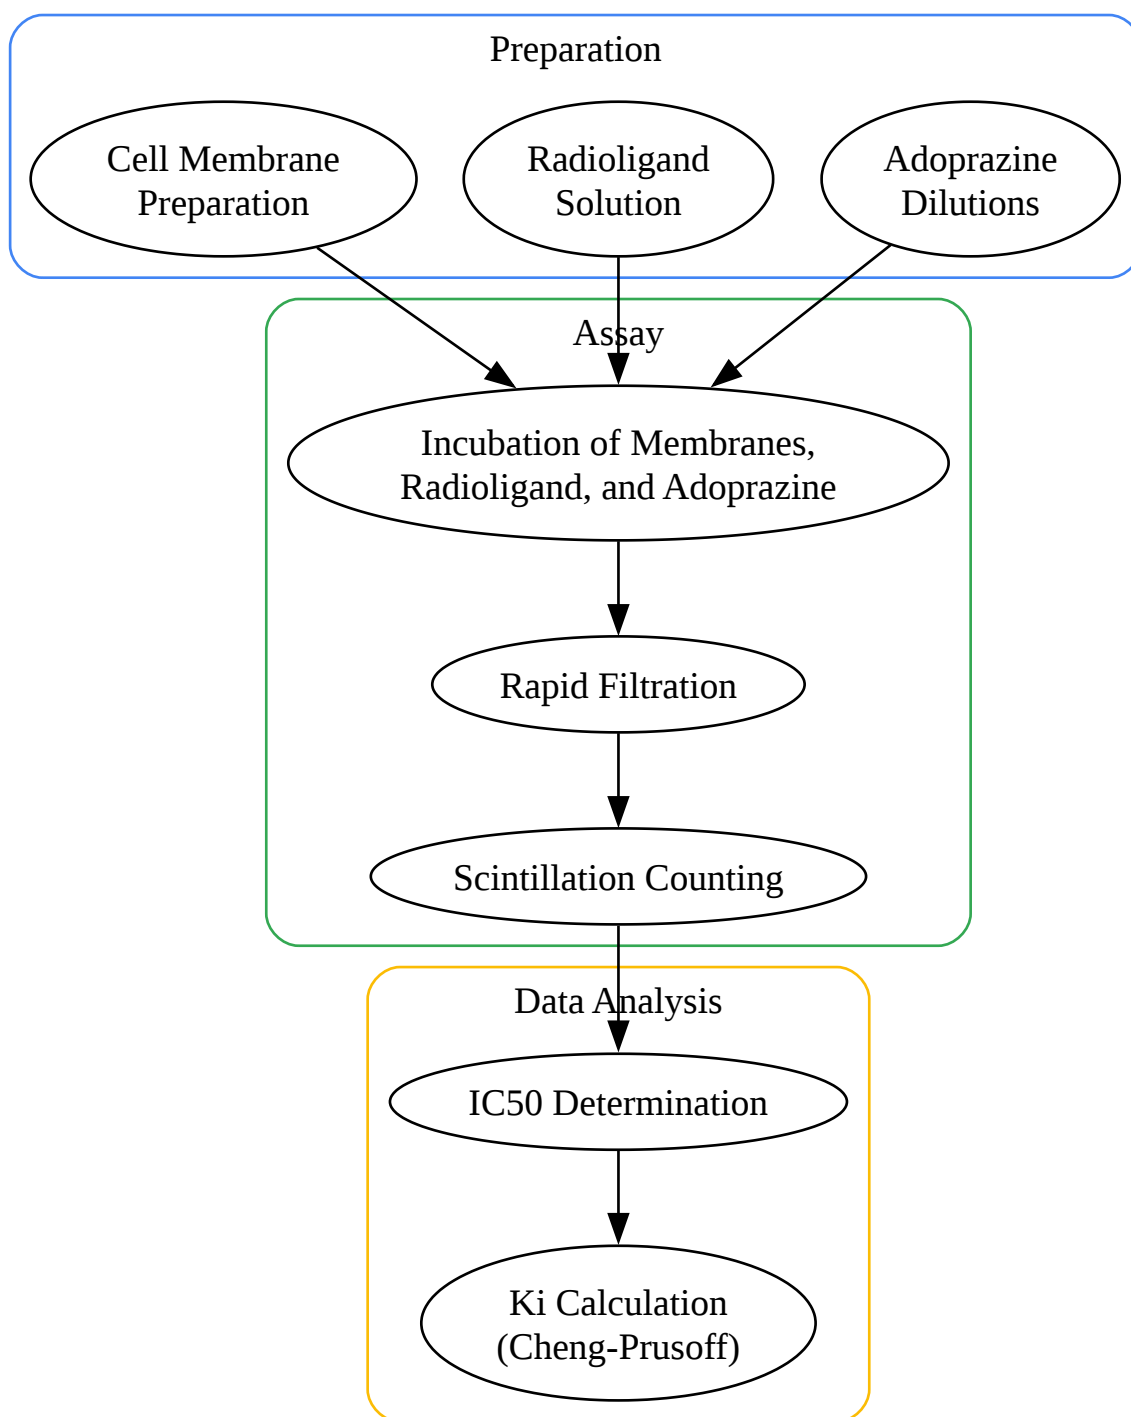 Preparation
Cell Membrane
Preparation
Radioligand
Solution
Adoprazine
Dilutions
Assay
Incubation of Membranes,
Radioligand, and Adoprazine
Rapid Filtration
Scintillation Counting
Data Analysis
IC50 Determination
Ki Calculation
(Cheng-Prusoff)